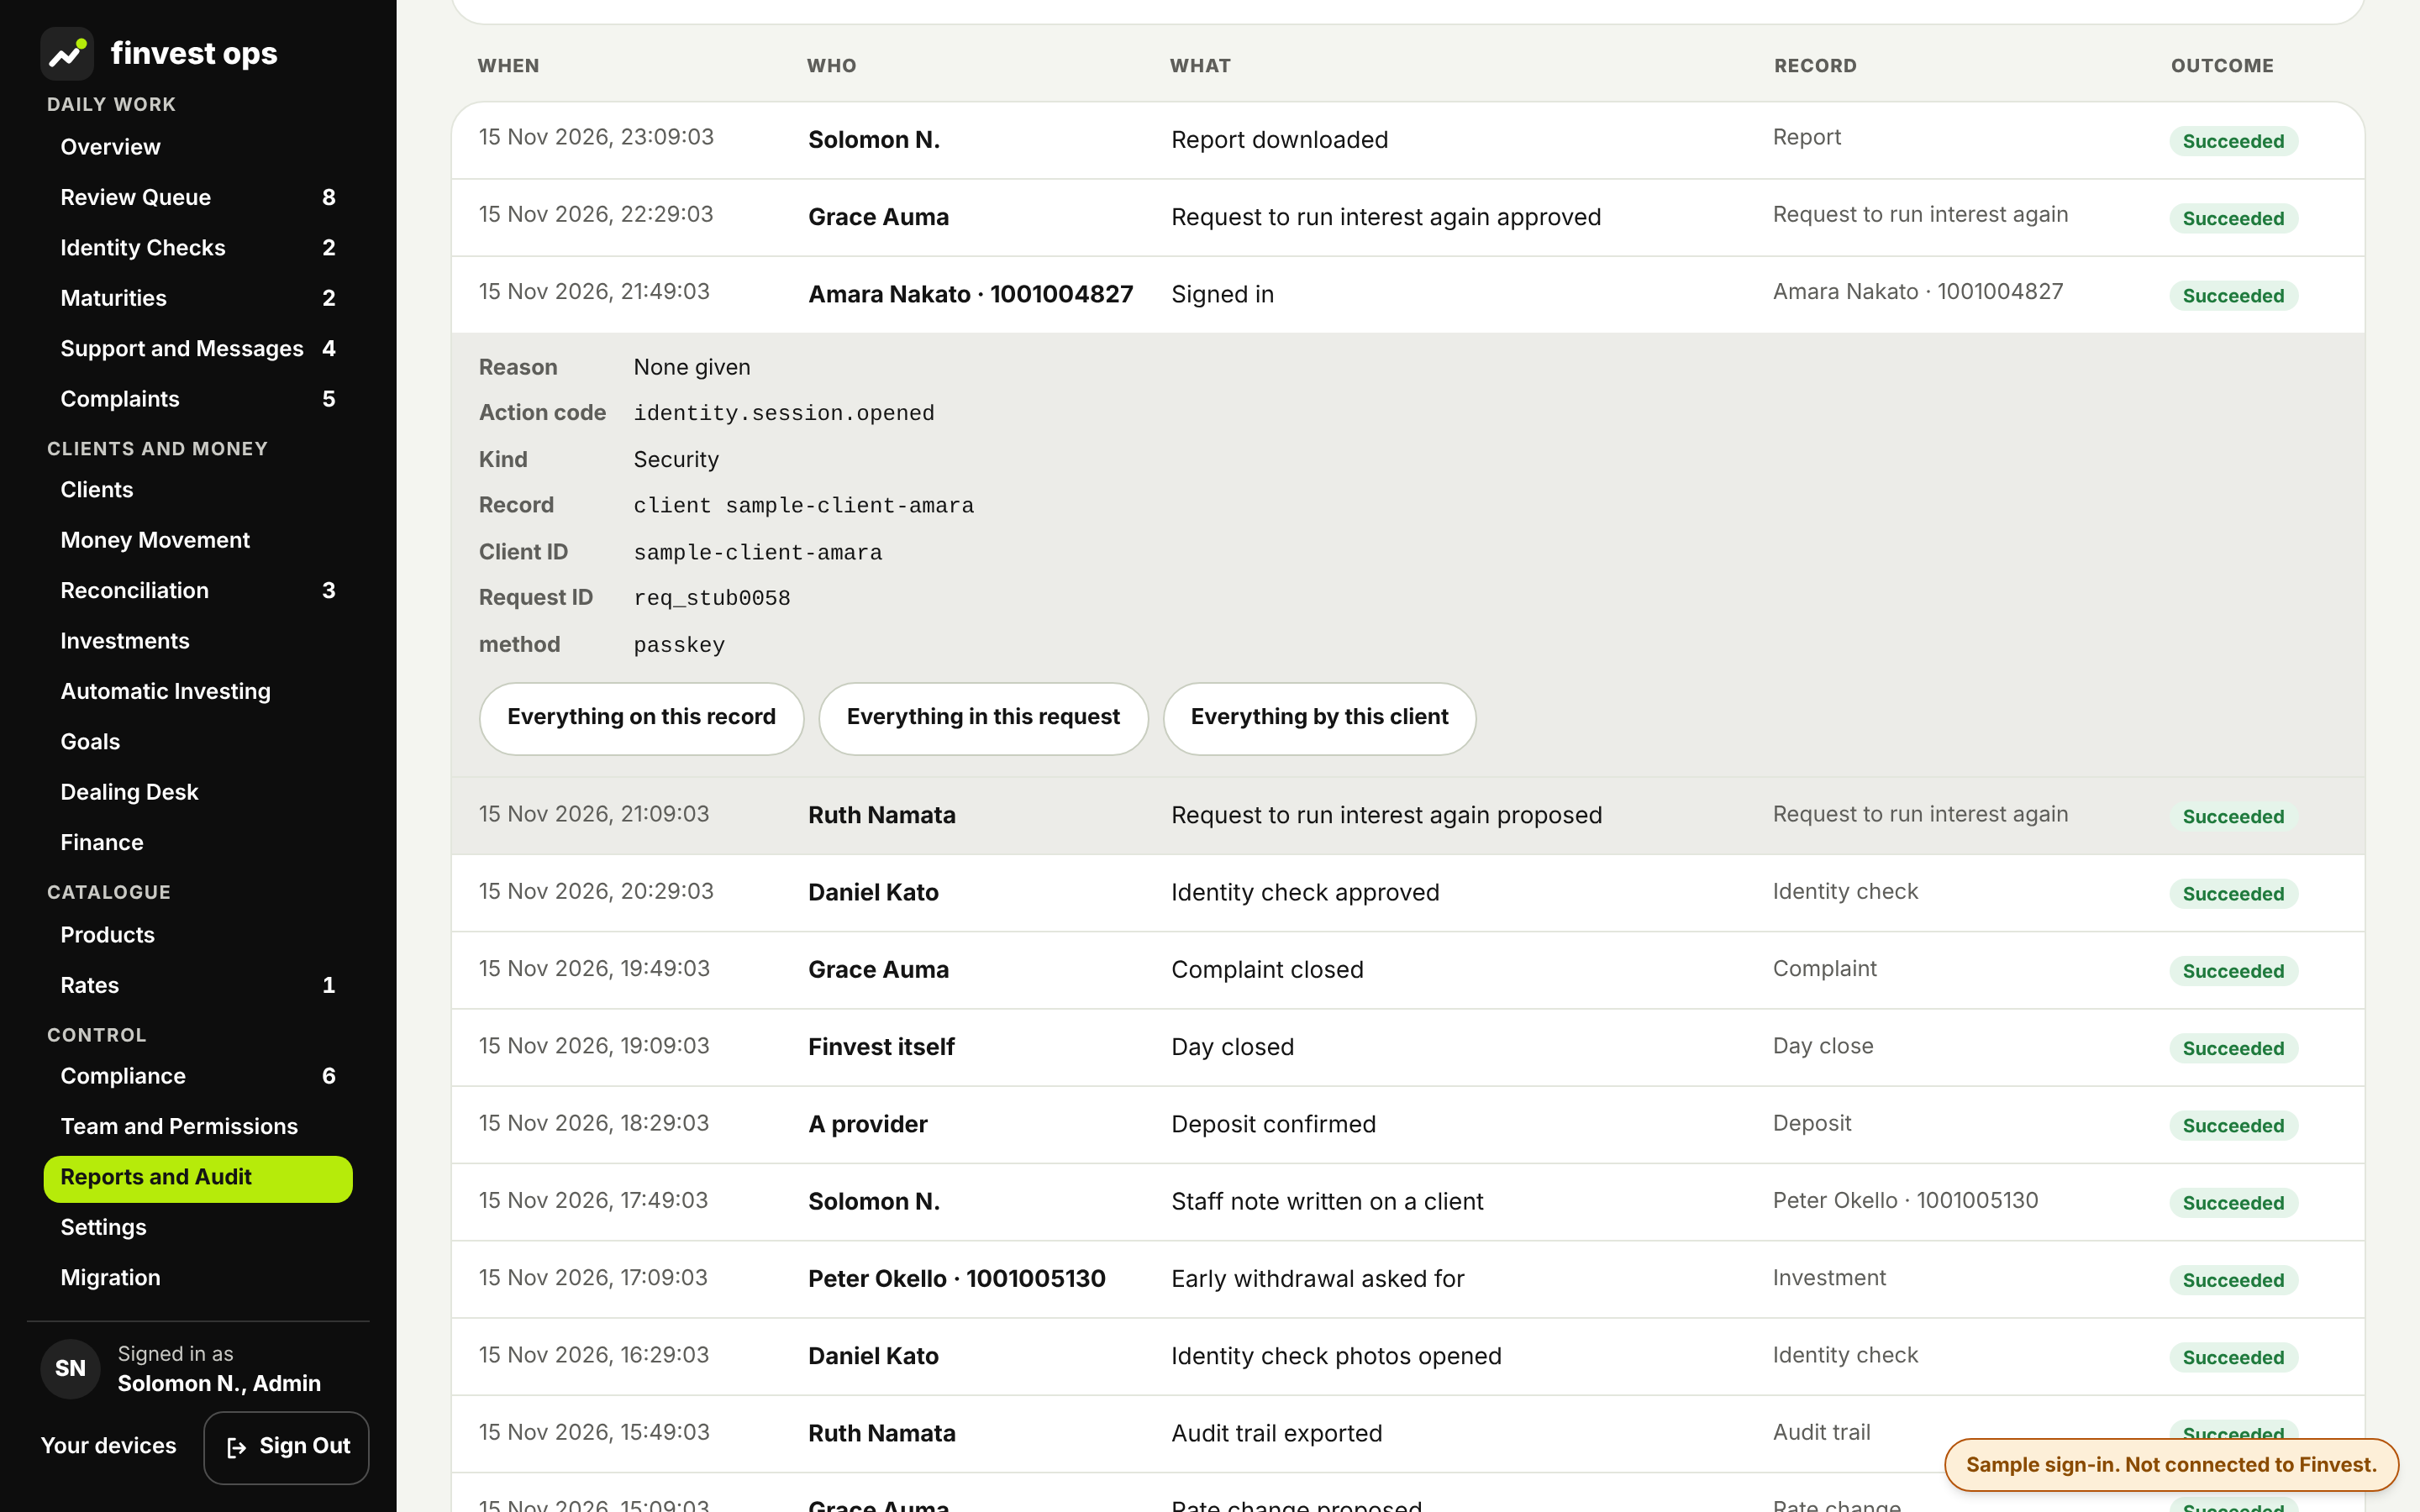 finvest ops
DAILY WORK
Overview
Review Queue 8
Identity Checks 2
Maturities 2
Support and Messages 4
Complaints 5
CLIENTS AND MONEY
Clients
Money Movement
Reconciliation 3
Investments
Automatic Investing
Goals
Dealing Desk
Finance
CATALOGUE
Products
Rates 1
CONTROL
Compliance 6
Team and Permissions
Reports and Audit
Settings
Migration
SN
Signed in as
Solomon N., Admin
Your devices
Sign Out
WHEN WHO WHAT RECORD OUTCOME
15 Nov 2026, 23:09:03 Solomon N. Report downloaded Report Succeeded
15 Nov 2026, 22:29:03 Grace Auma Request to run interest again approved Request to run interest again Succeeded
15 Nov 2026, 21:49:03 Amara Nakato · 1001004827 Signed in Amara Nakato · 1001004827 Succeeded
Reason None given
Action code identity.session.opened
Kind Security
Record client sample-client-amara
Client ID sample-client-amara
Request ID req_stub0058
method passkey
Everything on this record Everything in this request Everything by this client
15 Nov 2026, 21:09:03 Ruth Namata Request to run interest again proposed Request to run interest again Succeeded
15 Nov 2026, 20:29:03 Daniel Kato Identity check approved Identity check Succeeded
15 Nov 2026, 19:49:03 Grace Auma Complaint closed Complaint Succeeded
15 Nov 2026, 19:09:03 Finvest itself Day closed Day close Succeeded
15 Nov 2026, 18:29:03 A provider Deposit confirmed Deposit Succeeded
15 Nov 2026, 17:49:03 Solomon N. Staff note written on a client Peter Okello · 1001005130 Succeeded
15 Nov 2026, 17:09:03 Peter Okello · 1001005130 Early withdrawal asked for Investment Succeeded
15 Nov 2026, 16:29:03 Daniel Kato Identity check photos opened Identity check Succeeded
15 Nov 2026, 15:49:03 Ruth Namata Audit trail exported Audit trail Succeeded
15 Nov 2026, 15:09:03 Grace Auma Rate change proposed Rate change Succeeded
Sample sign-in. Not connected to Finvest.